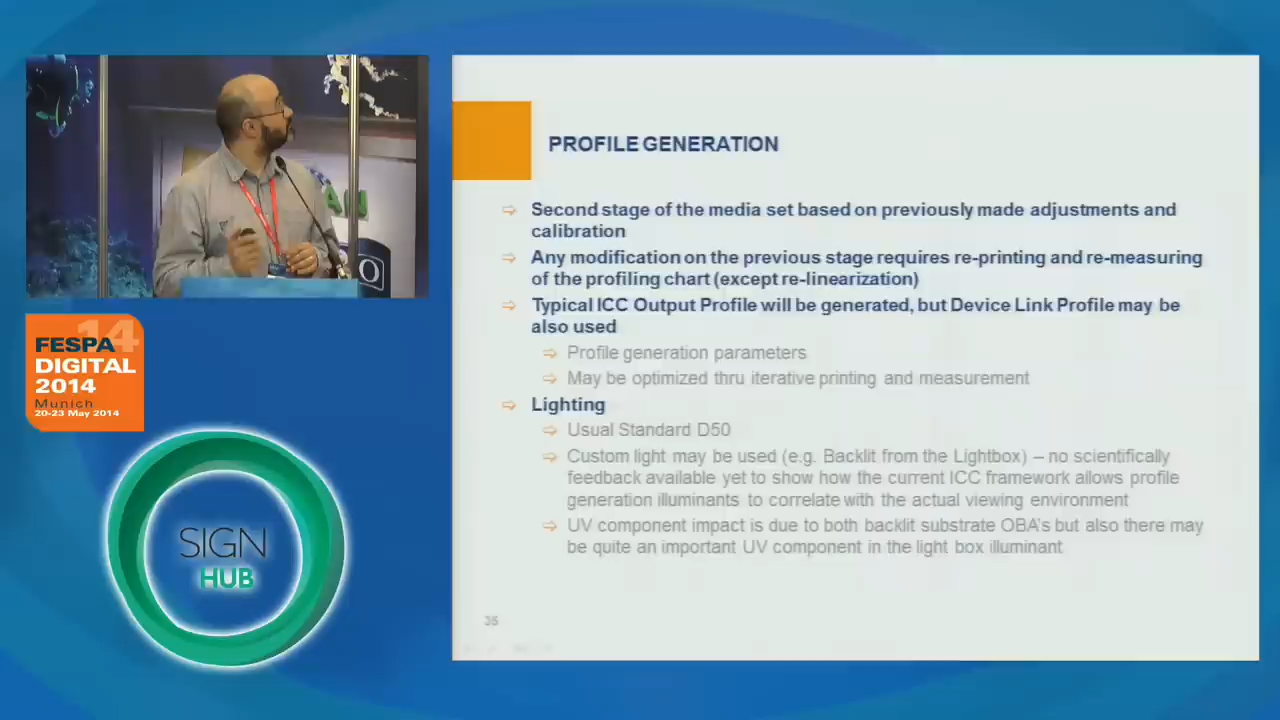 PROFILE GENERATION
⇨ Second stage of the media set based on previously made adjustments and
calibration
⇨ Any modification on the previous stage requires re-printing and re-measuring
of the profiling chart (except re-linearization)
⇨ Typical ICC Output Profile will be generated, but Device Link Profile may be
also used
⇨ Profile generation parameters
⇨ May be optimized thru iterative printing and measurement
⇨ Lighting
⇨ Usual Standard D50
⇨ Custom light may be used (e.g. Backlit from the Lightbox) – no scientifically
feedback available yet to show how the current ICC framework allows profile
generation illuminants to correlate with the actual viewing environment
⇨ UV component impact is due to both backlit substrate OBA's but also there may
be quite an important UV component in the light box illuminant
14
FESPA
DIGITAL
2014
Munich
20-23 May 2014
SIGN
HUB